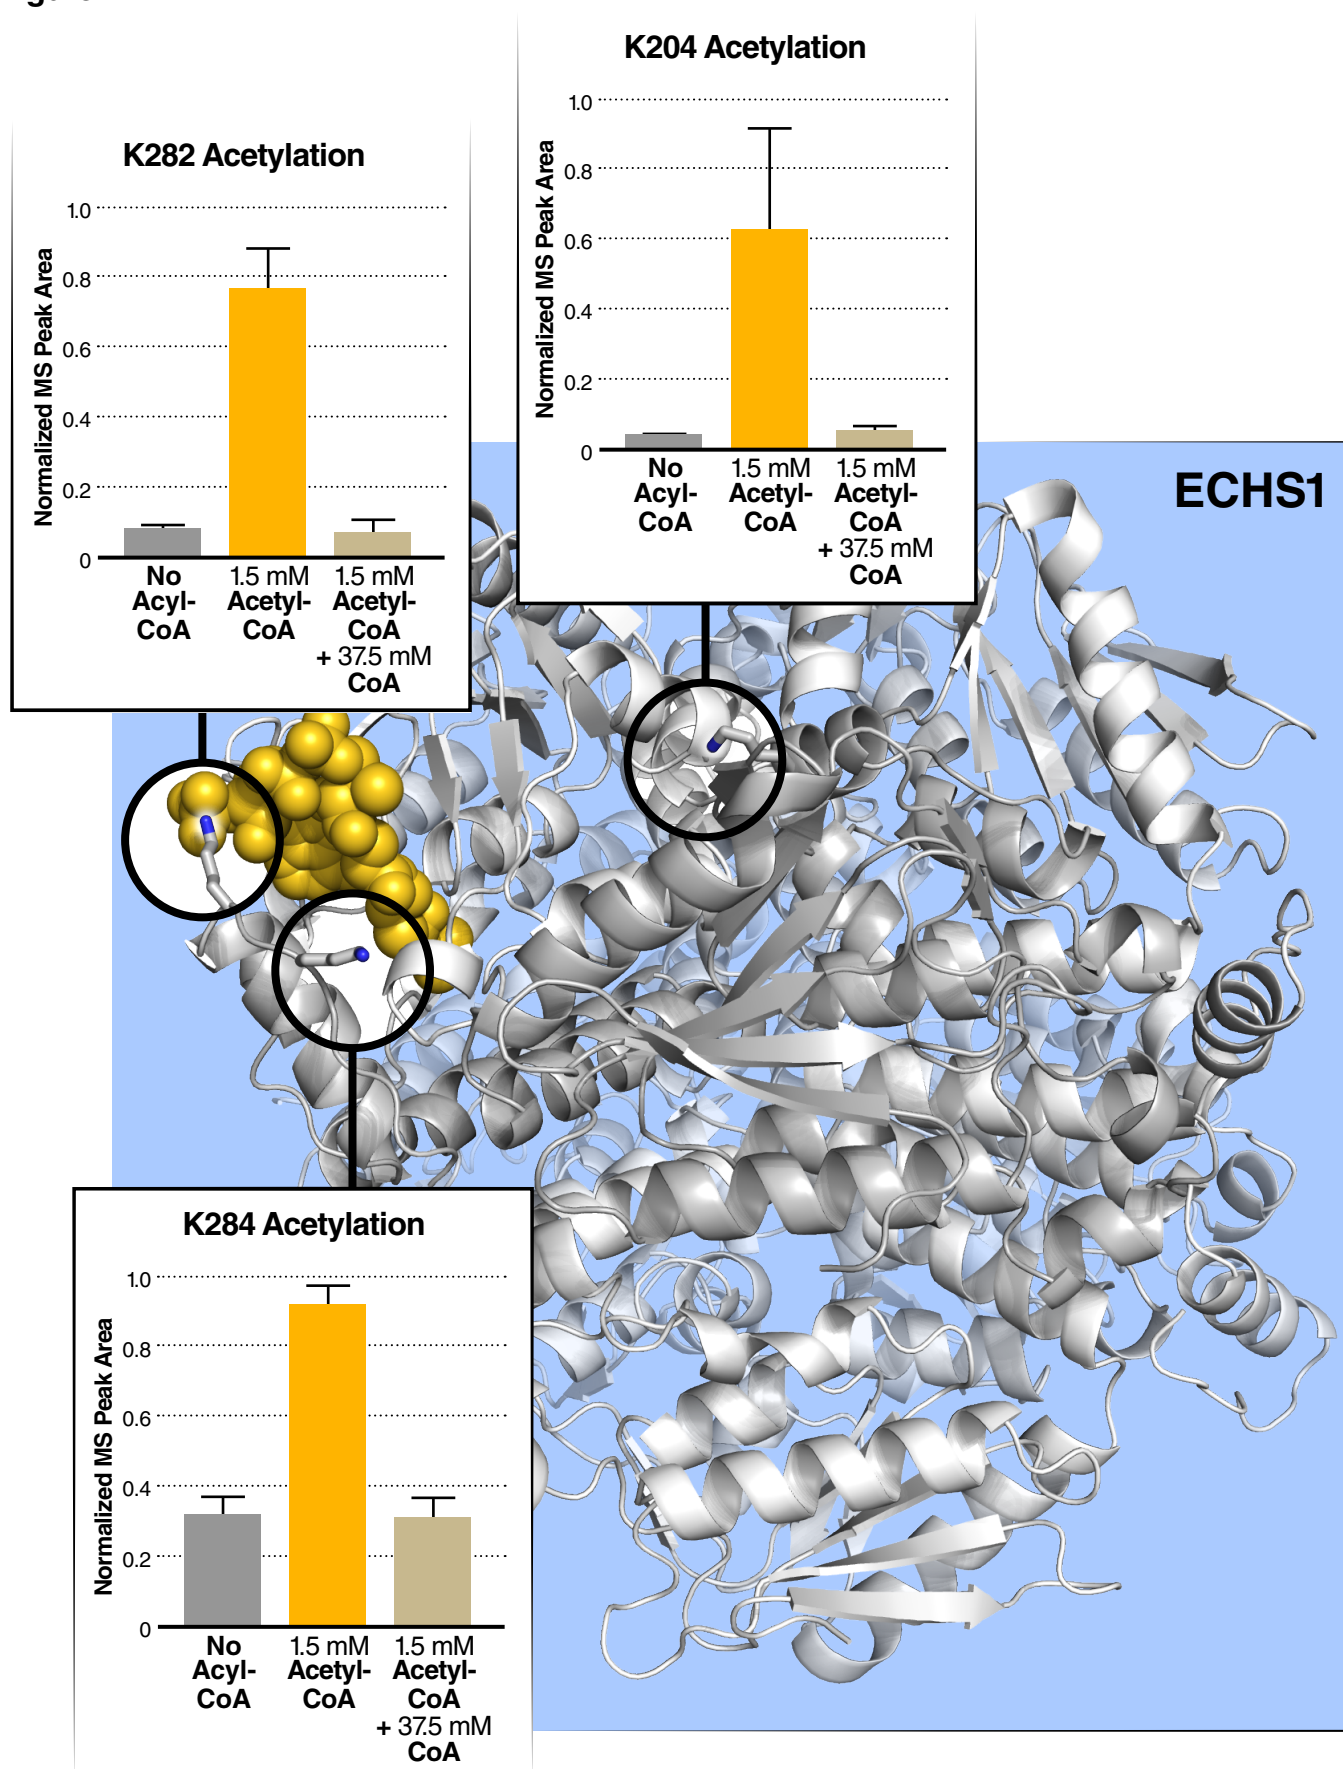 K204 Acetylation
Normalized MS Peak Area
1.0
0.8
0.6
0.4
0.2
0
No
Acyl-
CoA
1.5 mM
Acetyl-
CoA
1.5 mM
Acetyl-
CoA
+ 37.5 mM
CoA
K282 Acetylation
Normalized MS Peak Area
1.0
0.8
0.6
0.4
0.2
0
No
Acyl-
CoA
1.5 mM
Acetyl-
CoA
1.5 mM
Acetyl-
CoA
+ 37.5 mM
CoA
ECHS1
K284 Acetylation
Normalized MS Peak Area
1.0
0.8
0.6
0.4
0.2
0
No
Acyl-
CoA
1.5 mM
Acetyl-
CoA
1.5 mM
Acetyl-
CoA
+ 37.5 mM
CoA